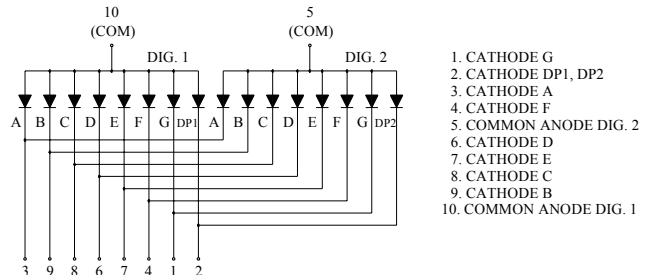 10
(COM)
5
(COM)
DIG. 1
DIG. 2
A B C D E F G DP1 A B C D E F G DP2
3 9 8 6 7 4 1 2
1. CATHODE G
2. CATHODE DP1, DP2
3. CATHODE A
4. CATHODE F
5. COMMON ANODE DIG. 2
6. CATHODE D
7. CATHODE E
8. CATHODE C
9. CATHODE B
10. COMMON ANODE DIG. 1